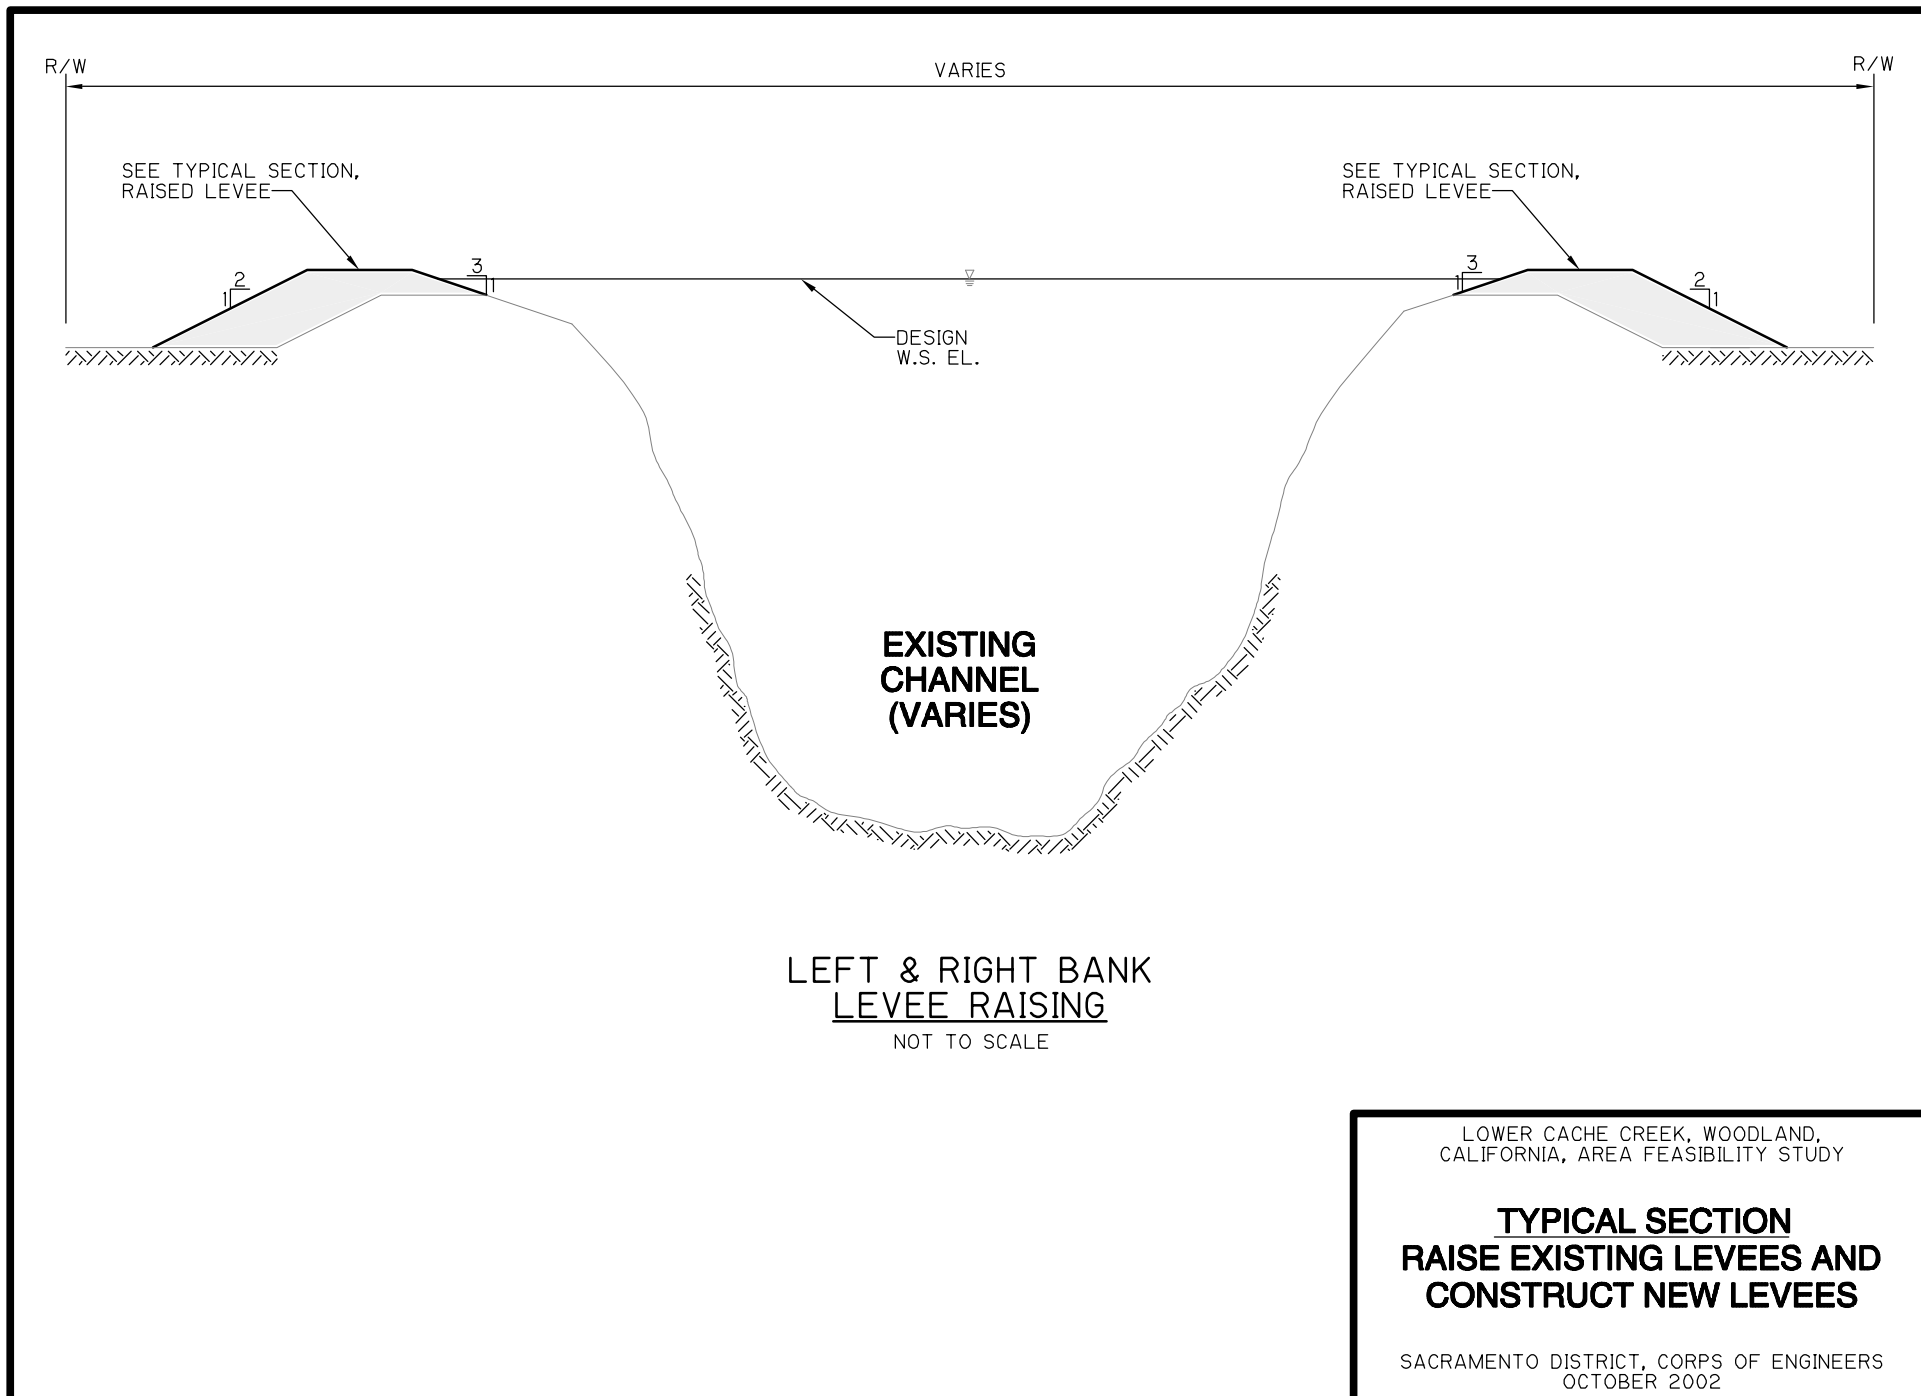 R/W
VARIES
R/W
SEE TYPICAL SECTION,
RAISED LEVEE
SEE TYPICAL SECTION,
RAISED LEVEE
2
1
3
1
3
1
2
1
DESIGN
W.S. EL.
EXISTING
CHANNEL
(VARIES)
LEFT & RIGHT BANK
LEVEE RAISING
NOT TO SCALE
LOWER CACHE CREEK, WOODLAND,
CALIFORNIA, AREA FEASIBILITY STUDY
TYPICAL SECTION
RAISE EXISTING LEVEES AND
CONSTRUCT NEW LEVEES
SACRAMENTO DISTRICT, CORPS OF ENGINEERS
OCTOBER 2002